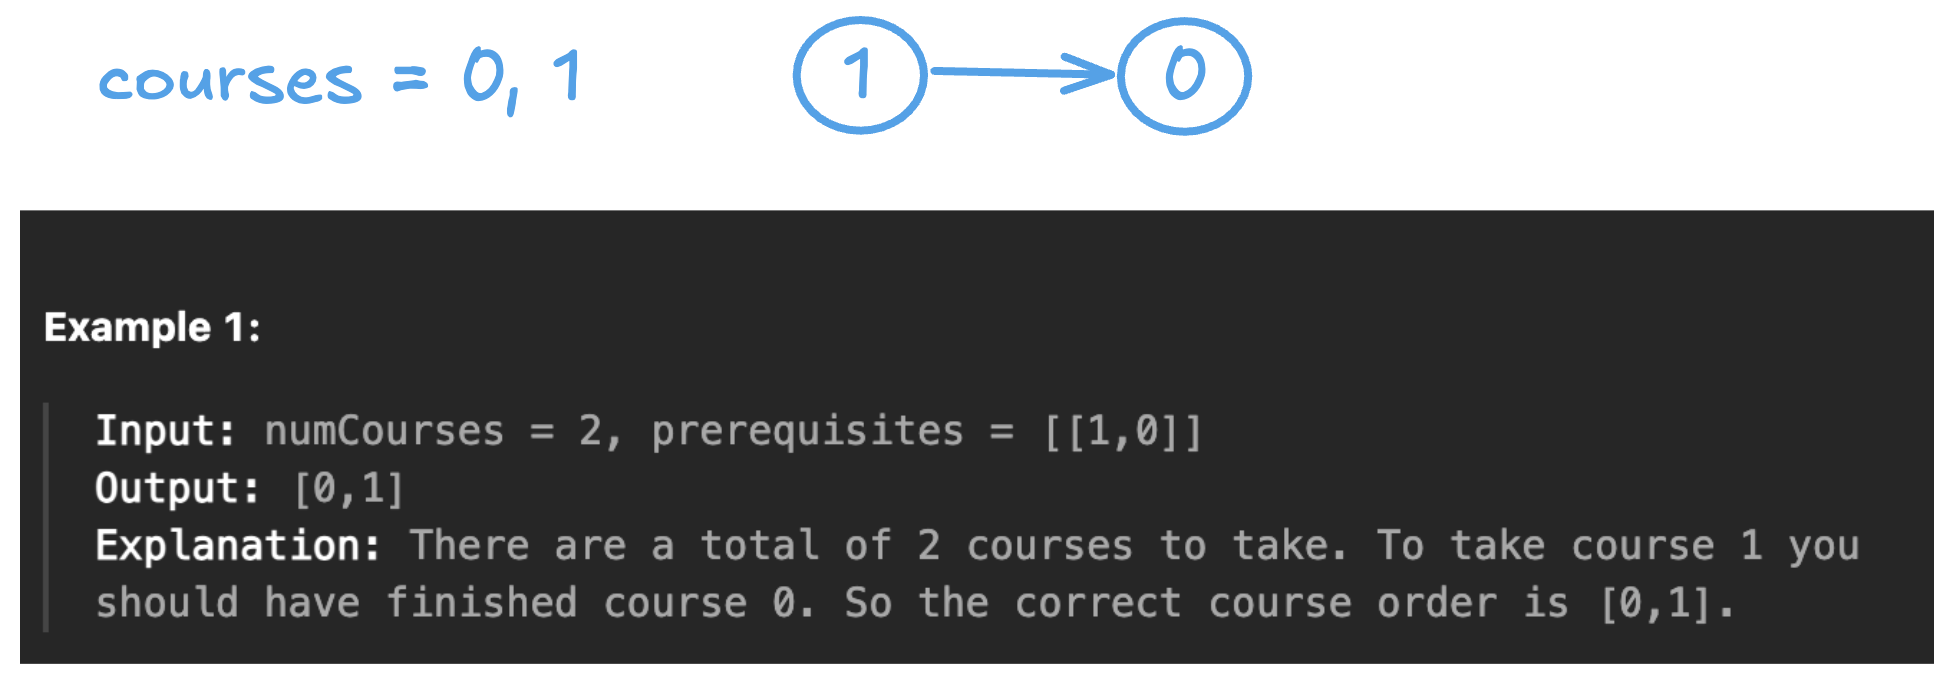 courses = 0, 1
1
0
Example 1:
Input: numCourses = 2, prerequisites = [[1,0]]
Output: [0,1]
Explanation: There are a total of 2 courses to take. To take course 1 you
should have finished course 0. So the correct course order is [0,1].